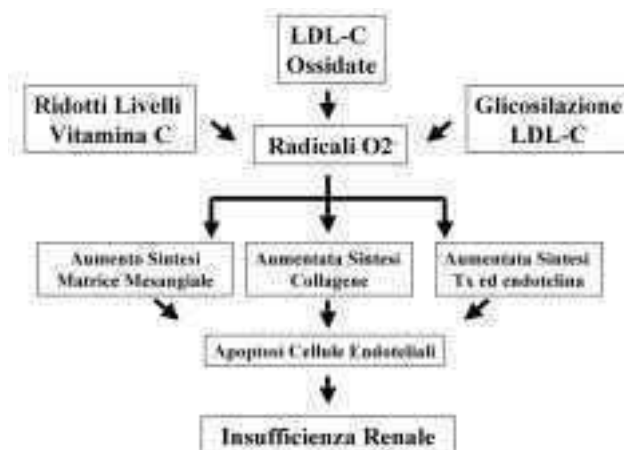 LDL-C
Ossidate
Ridotti Livelli
Vitamina C
Glicosilazione
LDL-C
Radicali O2
Aumento Sintesi
Matrice Mesangiale
Aumentata Sintesi
Collagene
Aumentata Sintesi
Tx ed endotelina
Apoptosi Cellule Endoteliali
Insufficienza Renale